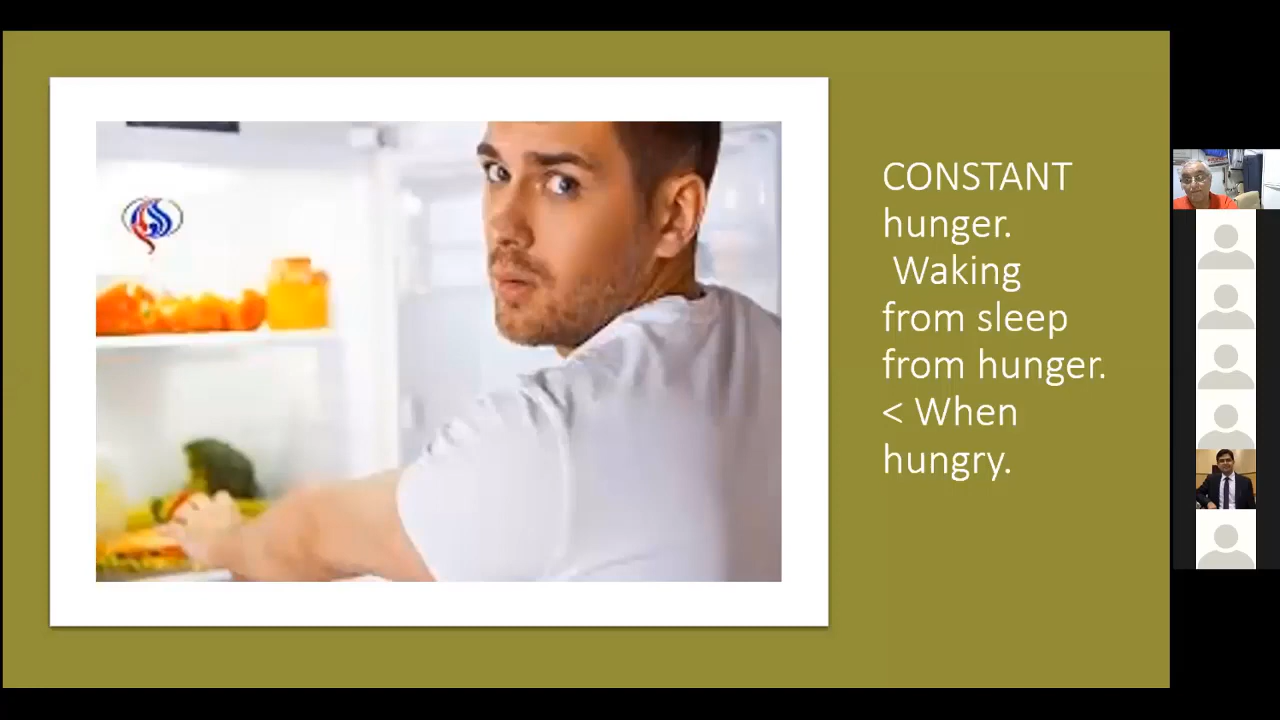 CONSTANT
hunger.
Waking
from sleep
from hunger.
< When
hungry.